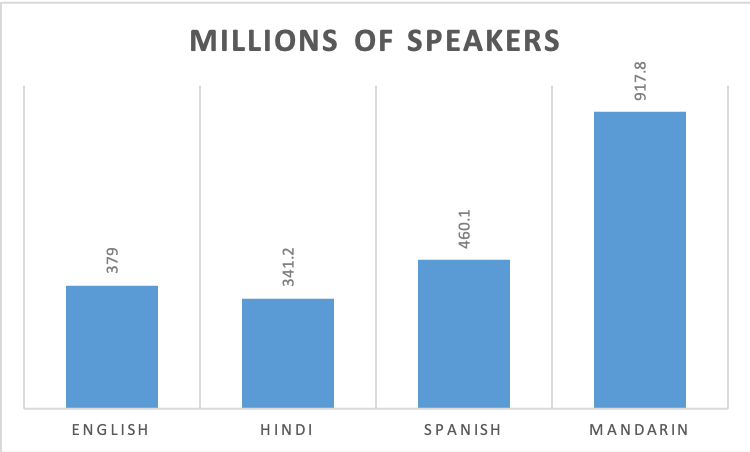 MILLIONS OF SPEAKERS
379
341.2
460.1
917.8
ENGLISH
HINDI
SPANISH
MANDARIN